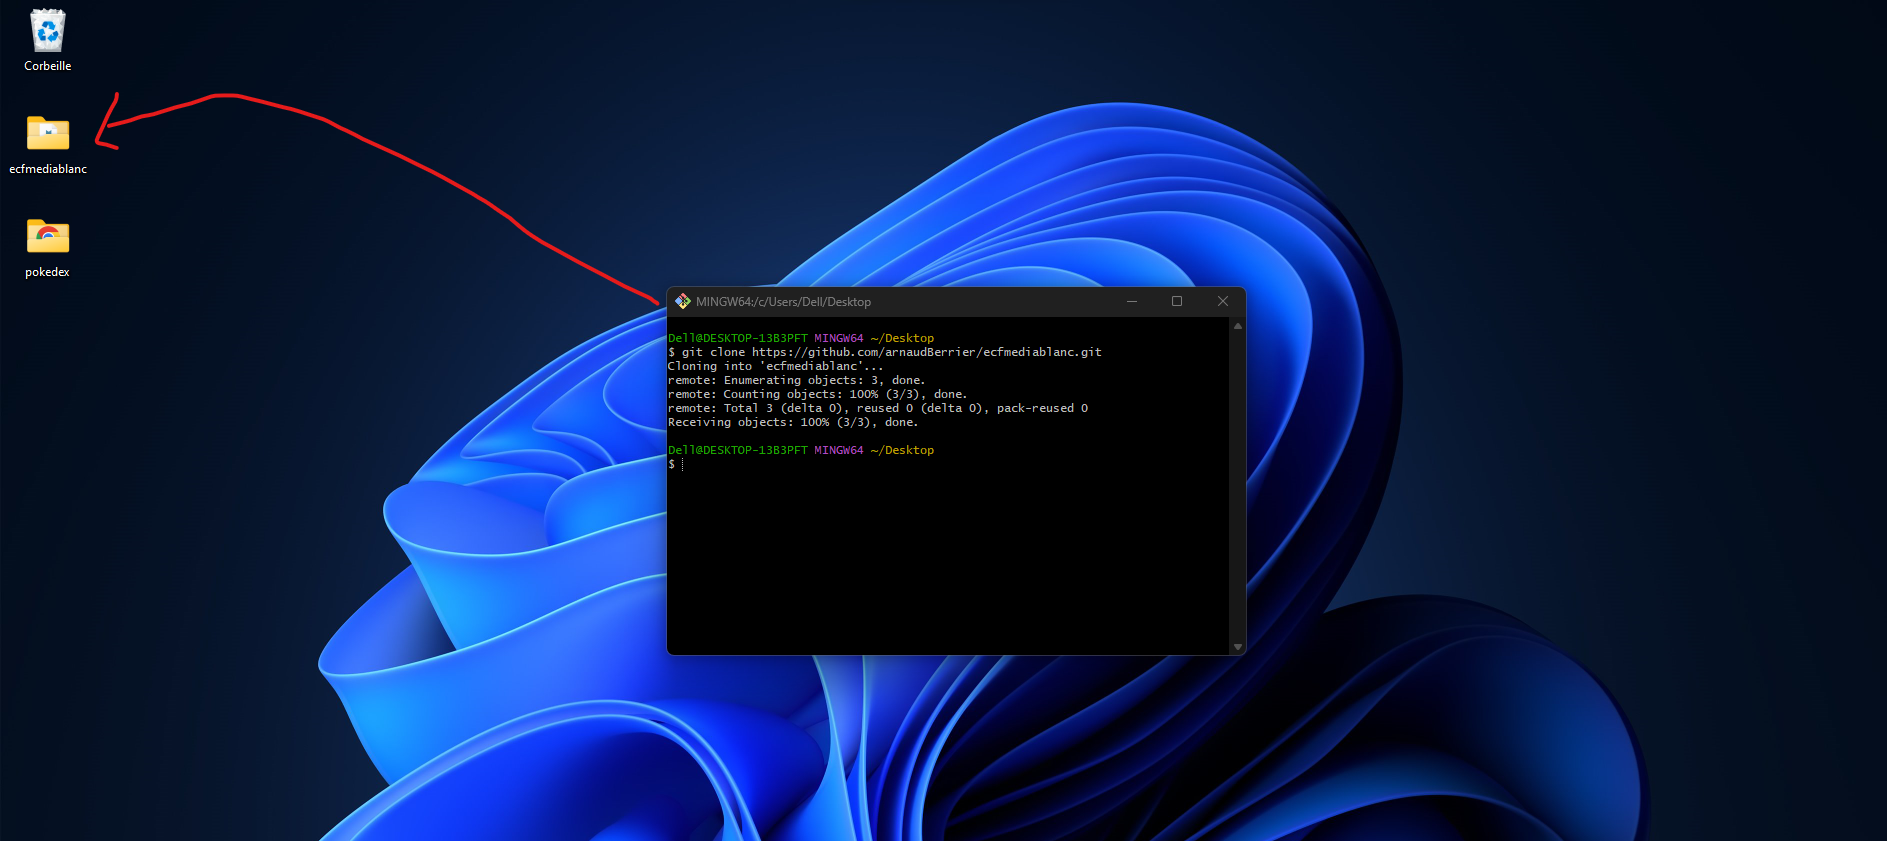 Corbeille
ecfmediablanc
pokedex
MINGW64:/c/Users/Dell/Desktop
Dell@DESKTOP-13B3PFT MINGW64 ~/Desktop
$ git clone https://github.com/arnaudBerrier/ecfmediablanc.git
Cloning into 'ecfmediablanc'...
remote: Enumerating objects: 3, done.
remote: Counting objects: 100% (3/3), done.
remote: Total 3 (delta 0), reused 0 (delta 0), pack-reused 0
Receiving objects: 100% (3/3), done.
Dell@DESKTOP-13B3PFT MINGW64 ~/Desktop
$